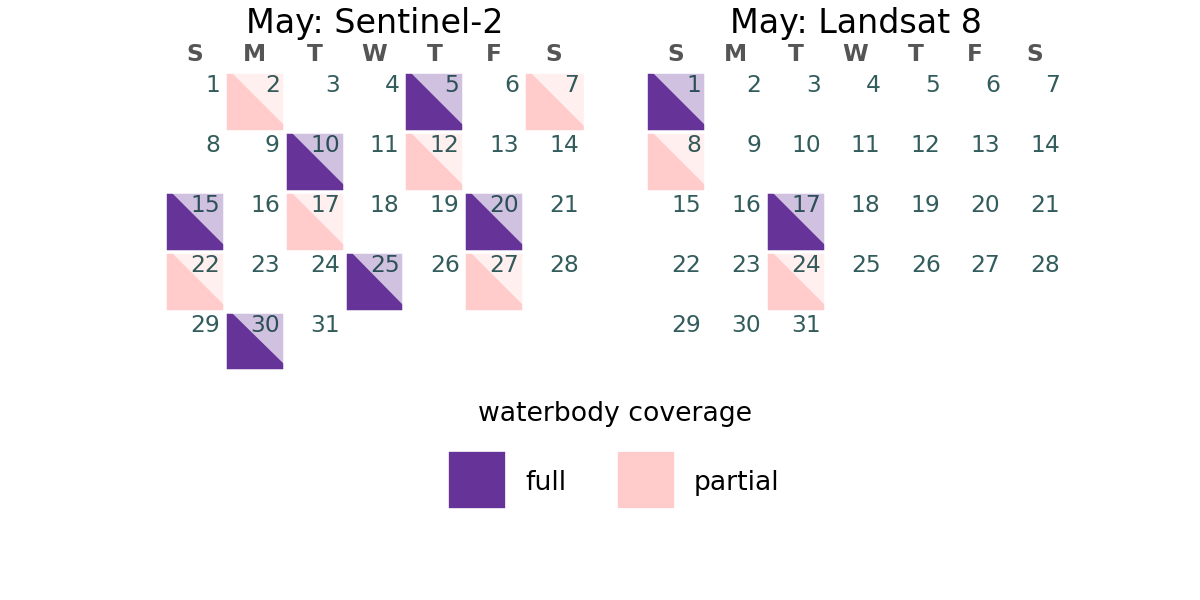 May: Sentinel-2
S M T W T F S
1 2 3 4 5 6 7
8 9 10 11 12 13 14
15 16 17 18 19 20 21
22 23 24 25 26 27 28
29 30 31
May: Landsat 8
S M T W T F S
1 2 3 4 5 6 7
8 9 10 11 12 13 14
15 16 17 18 19 20 21
22 23 24 25 26 27 28
29 30 31
waterbody coverage
full partial